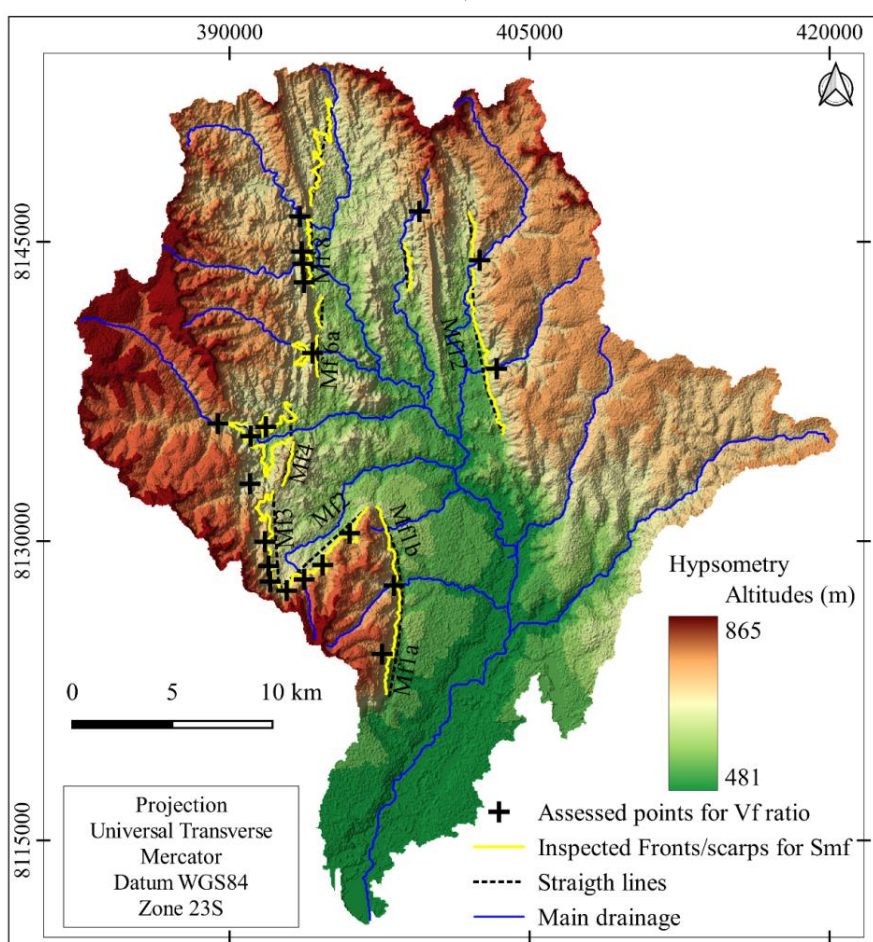 390000
405000
420000
8145000
8130000
8115000
Mf12
Mf6a
Mf4
Mf3
Mf2
Mf1b
Mf1a
Hypsometry
Altitudes (m)
865
481
0 5 10 km
Projection
Universal Transverse
Mercator
Datum WGS84
Zone 23S
Assessed points for Vf ratio
Inspected Fronts/scarps for Smf
Straigth lines
Main drainage